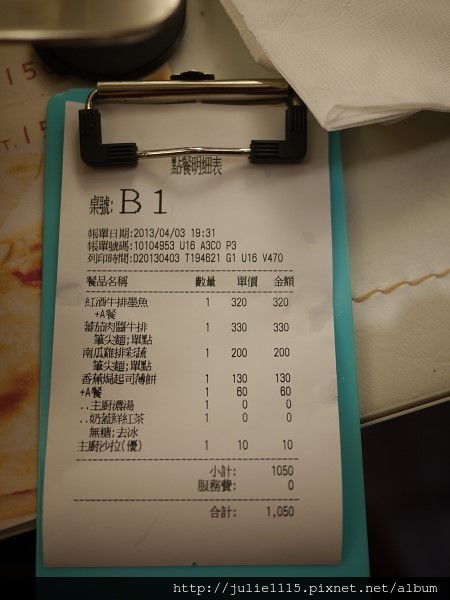 150
T.15
點餐明細表
桌號: B 1
帳單日期:2013/04/03 19:31
帳單號碼:10104953 U16 A3C0 P3
列印時間:D20130403 T194621 G1 U16 V470
餐品名稱 數量 單價 金額
紅酒牛排墨魚 1 320 320
+A餐
蕃茄肉醬牛排 1 330 330
筆尖麵;單點
南瓜雞排彩蔬 1 200 200
筆尖麵;單點
香蕉焗起司薄餅 1 130 130
+A餐 1 60 60
..主廚濃湯 1 0 0
..奶蓋鮮紅茶 1 0 0
無糖;去冰
主廚沙拉(優) 1 10 10
小計: 1050
服務費: 0
合計: 1,050
http://julie1115.pixnet.net/album